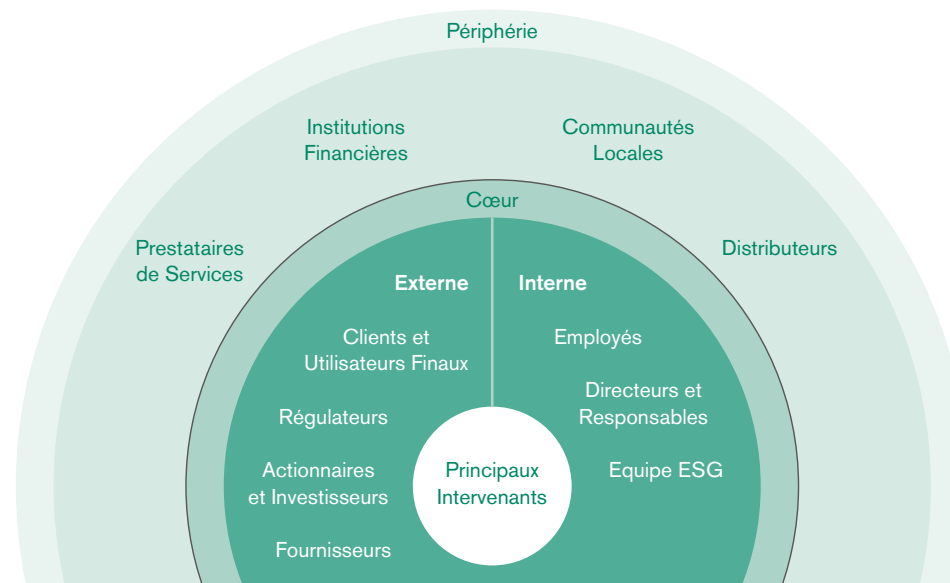 Périphérie
Institutions
Financières
Communautés
Locales
Prestataires
de Services
Distributeurs
Cœur
Externe
Interne
Clients et
Utilisateurs Finaux
Régulateurs
Actionnaires
et Investisseurs
Fournisseurs
Employés
Directeurs et
Responsables
Equipe ESG
Principaux
Intervenants